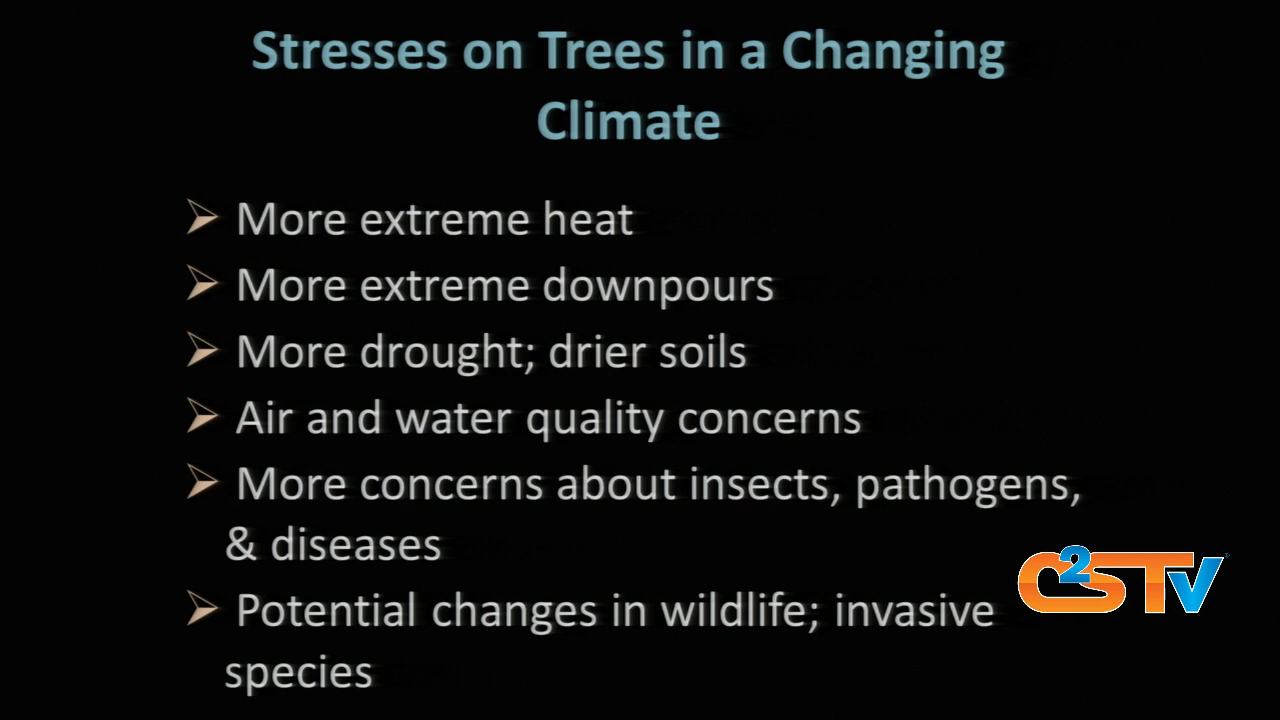 Stresses on Trees in a Changing
Climate
More extreme heat
More extreme downpours
More drought; drier soils
Air and water quality concerns
More concerns about insects, pathogens,
& diseases
Potential changes in wildlife; invasive
species
C2STV